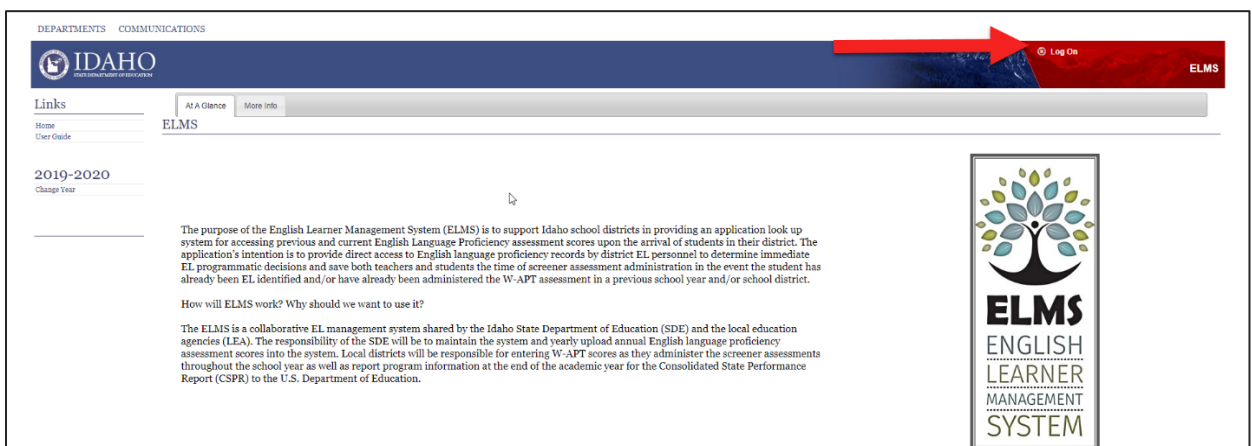 DEPARTMENTS COMMUNICATIONS
IDAHO
STATE DEPARTMENT OF EDUCATION
Log On
ELMS
Links
Home
User Guide
2019-2020
Change Year
At A Glance More Info
ELMS
The purpose of the English Learner Management System (ELMS) is to support Idaho school districts in providing an application look up
system for accessing previous and current English Language Proficiency assessment scores upon the arrival of students in their district. The
application's intention is to provide direct access to English language proficiency records by district EL personnel to determine immediate
EL programmatic decisions and save both teachers and students the time of screener assessment administration in the event the student has
already been EL identified and/or have already been administered the W-APT assessment in a previous school year and/or school district.
How will ELMS work? Why should we want to use it?
The ELMS is a collaborative EL management system shared by the Idaho State Department of Education (SDE) and the local education
agencies (LEA). The responsibility of the SDE will be to maintain the system and yearly upload annual English language proficiency
assessment scores into the system. Local districts will be responsible for entering W-APT scores as they administer the screener assessments
throughout the school year as well as report program information at the end of the academic year for the Consolidated State Performance
Report (CSPR) to the U.S. Department of Education.
ELMS
ENGLISH
LEARNER
MANAGEMENT
SYSTEM